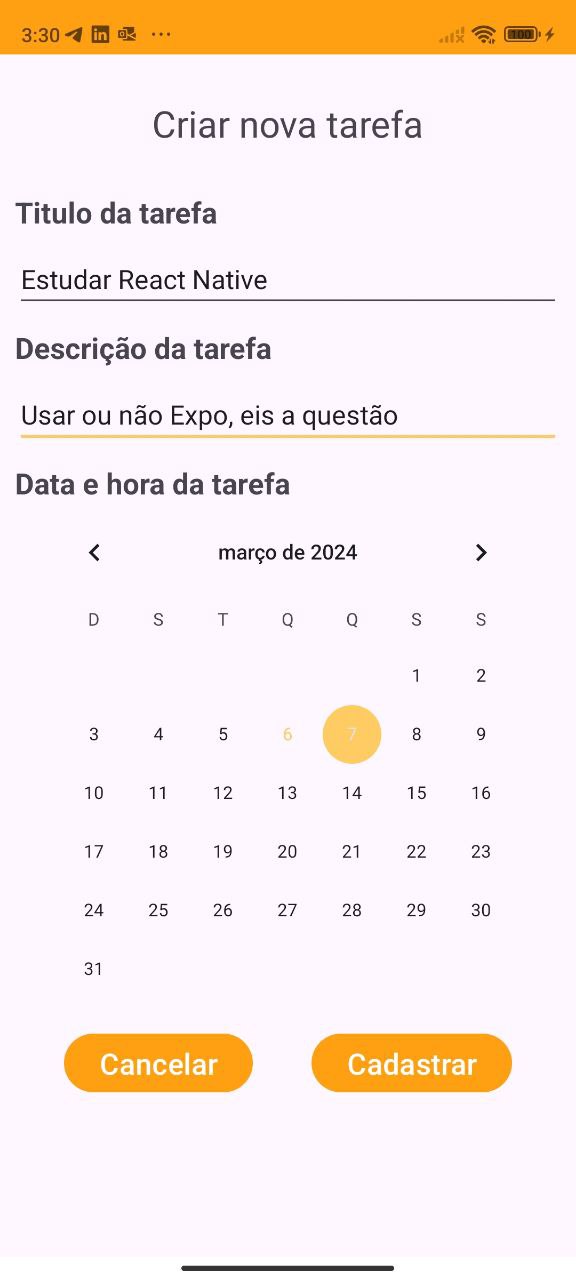 3:30 in ... 100
Criar nova tarefa
Titulo da tarefa
Estudar React Native
Descrição da tarefa
Usar ou não Expo, eis a questão
Data e hora da tarefa
março de 2024
D S T Q Q S S
1 2
3 4 5 6 7 8 9
10 11 12 13 14 15 16
17 18 19 20 21 22 23
24 25 26 27 28 29 30
31
Cancelar Cadastrar